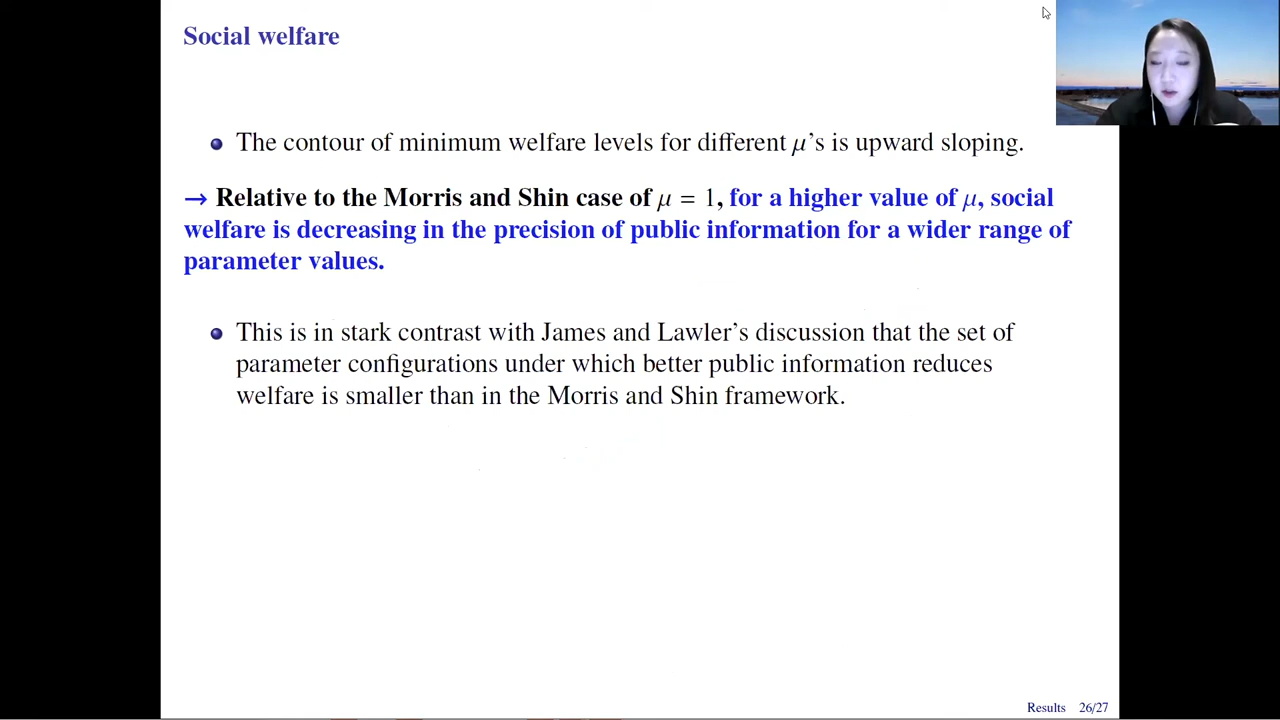 Social welfare
The contour of minimum welfare levels for different μ's is upward sloping.
→ Relative to the Morris and Shin case of μ = 1, for a higher value of μ, social
welfare is decreasing in the precision of public information for a wider range of
parameter values.
This is in stark contrast with James and Lawler's discussion that the set of
parameter configurations under which better public information reduces
welfare is smaller than in the Morris and Shin framework.
Results 26/27